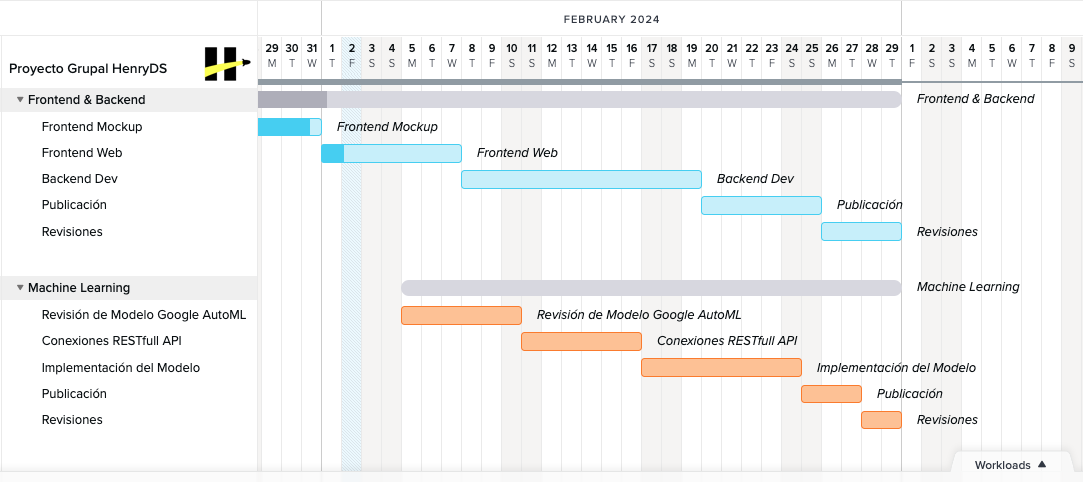 FEBRUARY 2024
29 30 31 1 2 3 4 5 6 7 8 9 10 11 12 13 14 15 16 17 18 19 20 21 22 23 24 25 26 27 28 29 1 2 3 4 5 6 7 8 9
M T W T F S S M T W T F S S M T W T F S S M T W T F S S M T W T F S S M T W T F S
Proyecto Grupal HenryDS
Frontend & Backend Frontend & Backend
Frontend Mockup Frontend Mockup
Frontend Web Frontend Web
Backend Dev Backend Dev
Publicación Publicación
Revisiones Revisiones
Machine Learning Machine Learning
Revisión de Modelo Google AutoML Revisión de Modelo Google AutoML
Conexiones RESTfull API Conexiones RESTfull API
Implementación del Modelo Implementación del Modelo
Publicación Publicación
Revisiones Revisiones
Workloads